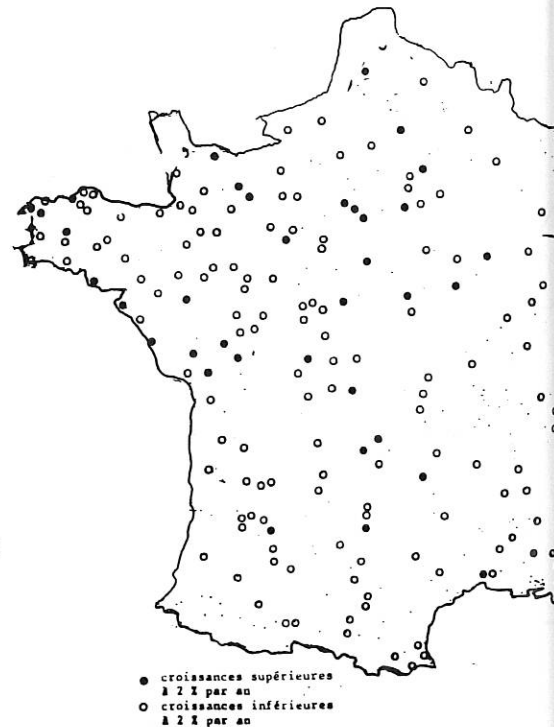 croissances supérieures
à 2 % par an
croissances inférieures
à 2 % par an